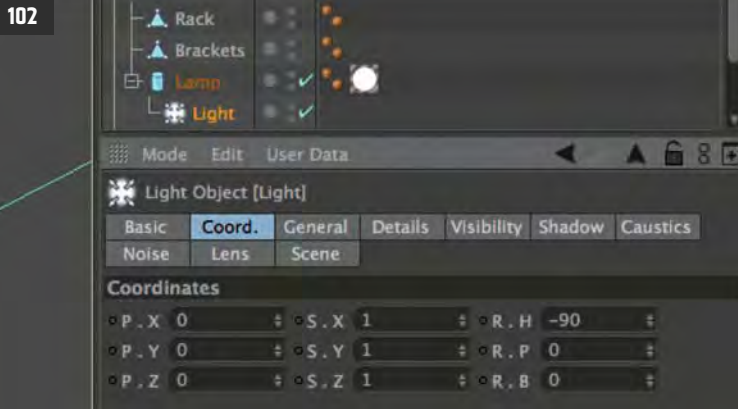 102
Rack
Brackets
Lamp
Light
Mode Edit User Data
Light Object [Light]
Basic Coord. General Details Visibility Shadow Caustics
Noise Lens Scene
Coordinates
P . X 0 S . X 1 R . H -90
P . Y 0 S . Y 1 R . P 0
P . Z 0 S . Z 1 R . B 0